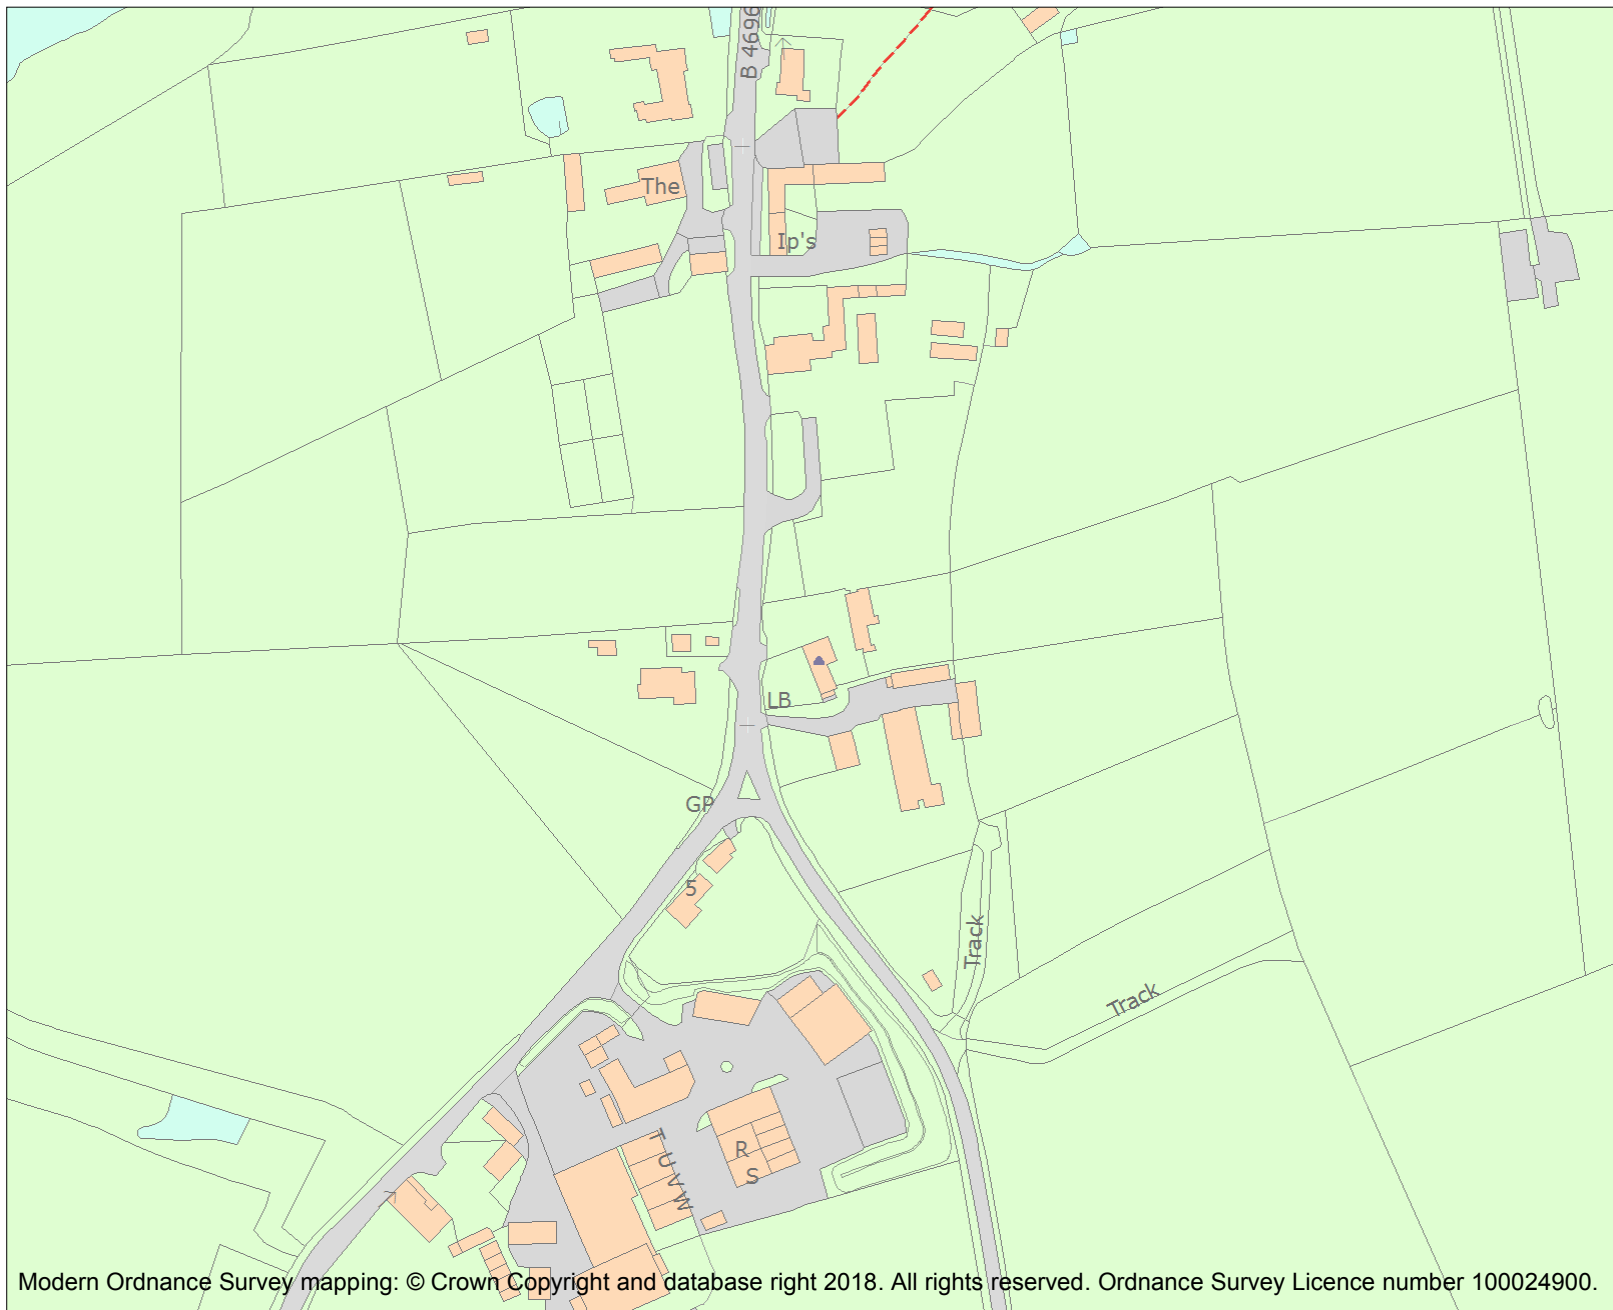 B 4696
The
Ip's
LB
GP
5
Track
Track
T U V W
R
S
Modern Ordnance Survey mapping: © Crown Copyright and database right 2018. All rights reserved. Ordnance Survey Licence number 100024900.